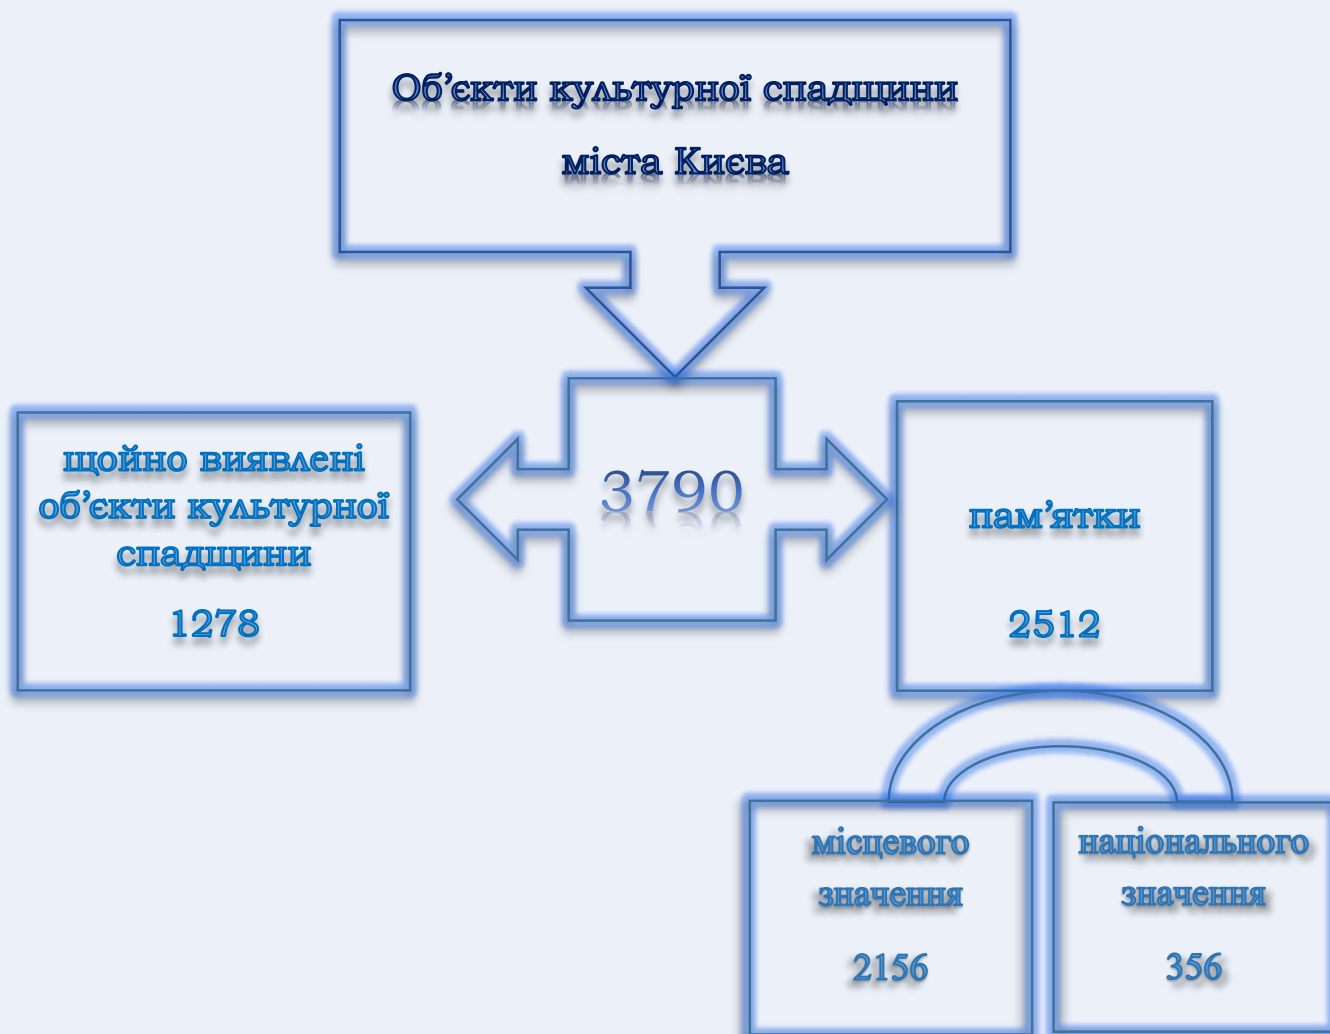 Об’єкти культурної спадщини
міста Києва
3790
щойно виявлені
об’єкти культурної
спадщини
1278
пам’ятки
2512
місцевого
значення
2156
національного
значення
356